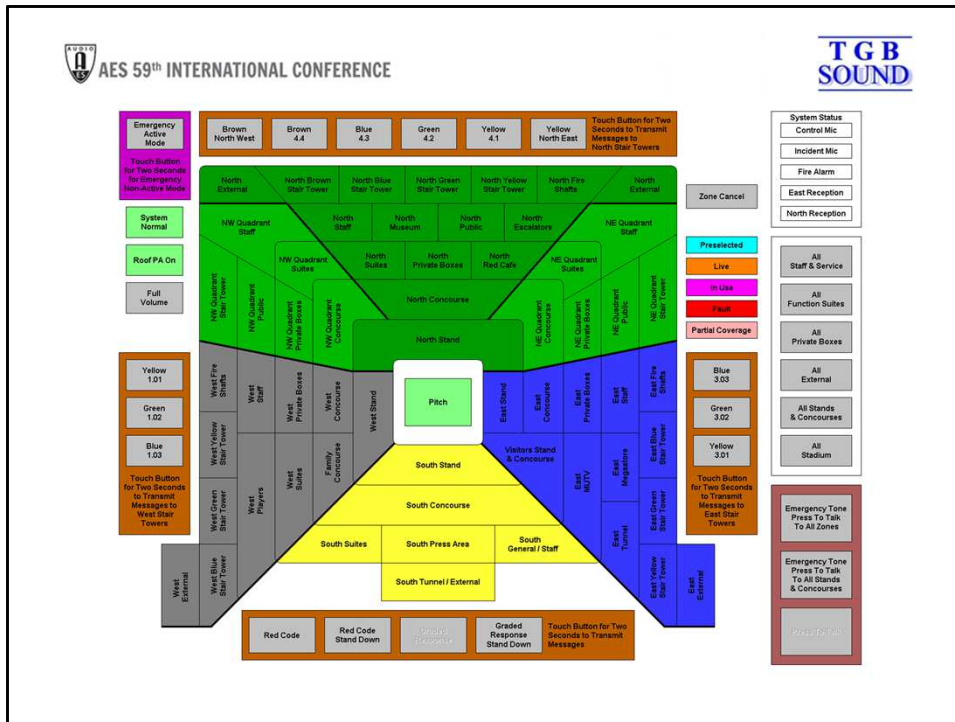 AUDIO
AES
AES 59th INTERNATIONAL CONFERENCE
TGB
SOUND
Emergency
Active
Mode
Touch Button
for Two Seconds
for Emergency
Non-Active Mode
Brown
North West
Brown
4.4
Blue
4.3
Green
4.2
Yellow
4.1
Yellow
North East
Touch Button for Two
Seconds to Transmit
Messages to
North Stair Towers
System Status
Control Mic
Incident Mic
Fire Alarm
East Reception
North Reception
System
Normal
Roof PA On
Full
Volume
North
External
North Brown
Stair Tower
North Blue
Stair Tower
North Green
Stair Tower
North Yellow
Stair Tower
North Fire
Shafts
North
External
Zone Cancel
NW Quadrant
Staff
North
Staff
North
Museum
North
Public
North
Escalators
NE Quadrant
Staff
NW Quadrant
Suites
North
Suites
North
Private Boxes
North
Red Cafe
NE Quadrant
Suites
NW Quadrant
Stair Tower
NW Quadrant
Public
NW Quadrant
Private Boxes
NW Quadrant
Concourse
North Concourse
NE Quadrant
Concourse
NE Quadrant
Private Boxes
NE Quadrant
Public
NE Quadrant
Stair Tower
North Stand
Preselected
Live
In Use
Fault
Partial Coverage
All
Staff & Service
All
Function Suites
All
Private Boxes
All
External
All Stands
& Concourses
All
Stadium
Yellow
1.01
Green
1.02
Blue
1.03
Touch Button
for Two Seconds
to Transmit
Messages to
West Stair
Towers
West Fire
Shafts
West
Staff
West
Private Boxes
West
Concourse
West Stand
Pitch
East Stand
East
Concourse
East
Private Boxes
East
Staff
East Fire
Shafts
West Yellow
Stair Tower
West
Players
West
Suites
Family
Concourse
South Stand
Visitors Stand
& Concourse
East
MUTV
East
Megastore
East Blue
Stair Tower
West Green
Stair Tower
South Concourse
East
Tunnel
East Green
Stair Tower
South Suites
South Press Area
South
General / Staff
West
External
West Blue
Stair Tower
South Tunnel / External
East Yellow
Stair Tower
East
External
Blue
3.03
Green
3.02
Yellow
3.01
Touch Button
for Two Seconds
to Transmit
Messages to
East Stair
Towers
Emergency Tone
Press To Talk
To All Zones
Emergency Tone
Press To Talk
To All Stands
& Concourses
Press To Talk
Red Code
Red Code
Stand Down
Graded
Response
Graded
Response
Stand Down
Touch Button for Two
Seconds to Transmit
Messages